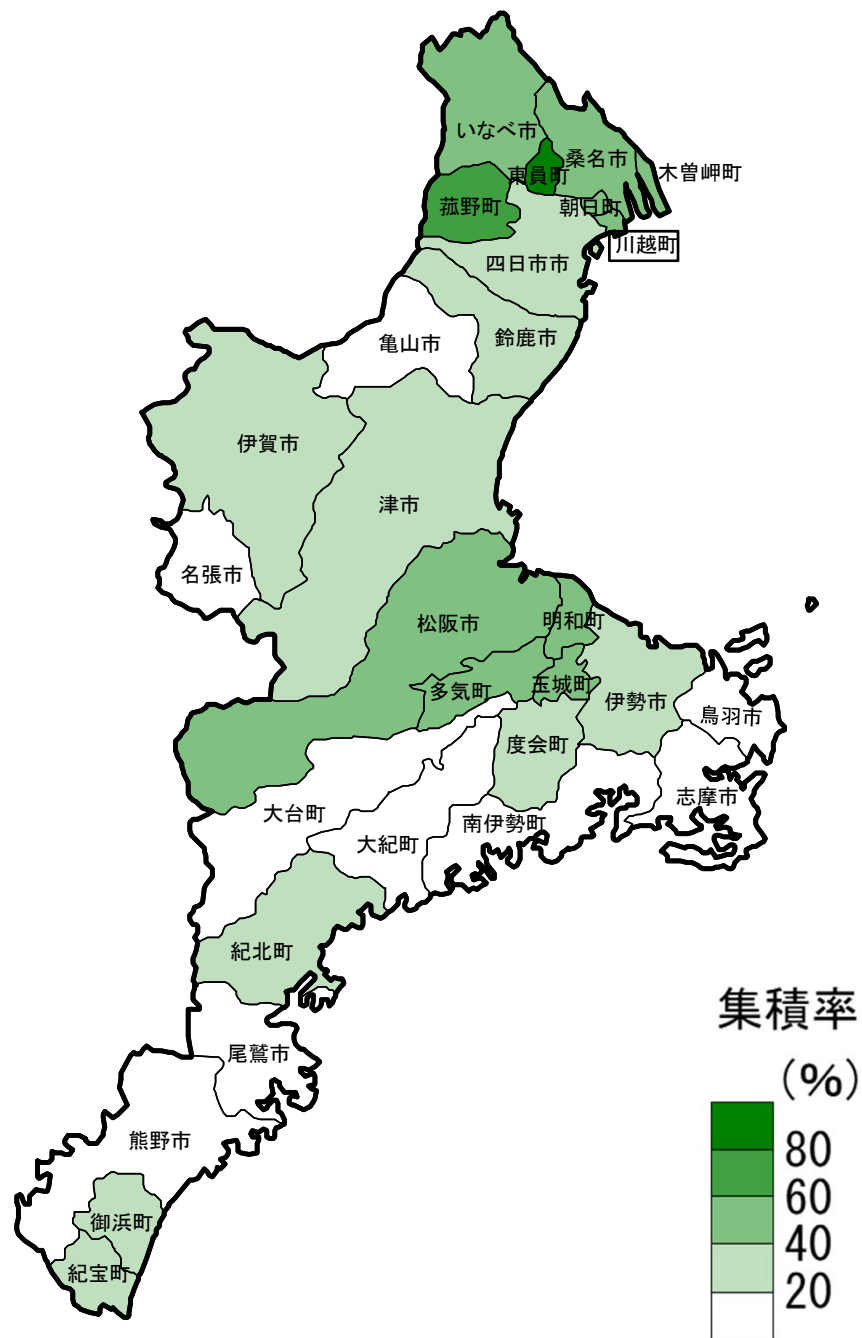 いなべ市
桑名市
東員町
木曽岬町
菰野町
朝日町
川越町
四日市市
鈴鹿市
亀山市
伊賀市
津市
名張市
松阪市
明和町
多気町
玉城町
伊勢市
鳥羽市
度会町
志摩市
大台町
南伊勢町
大紀町
紀北町
尾鷲市
熊野市
御浜町
紀宝町
集積率
(%)
80
60
40
20